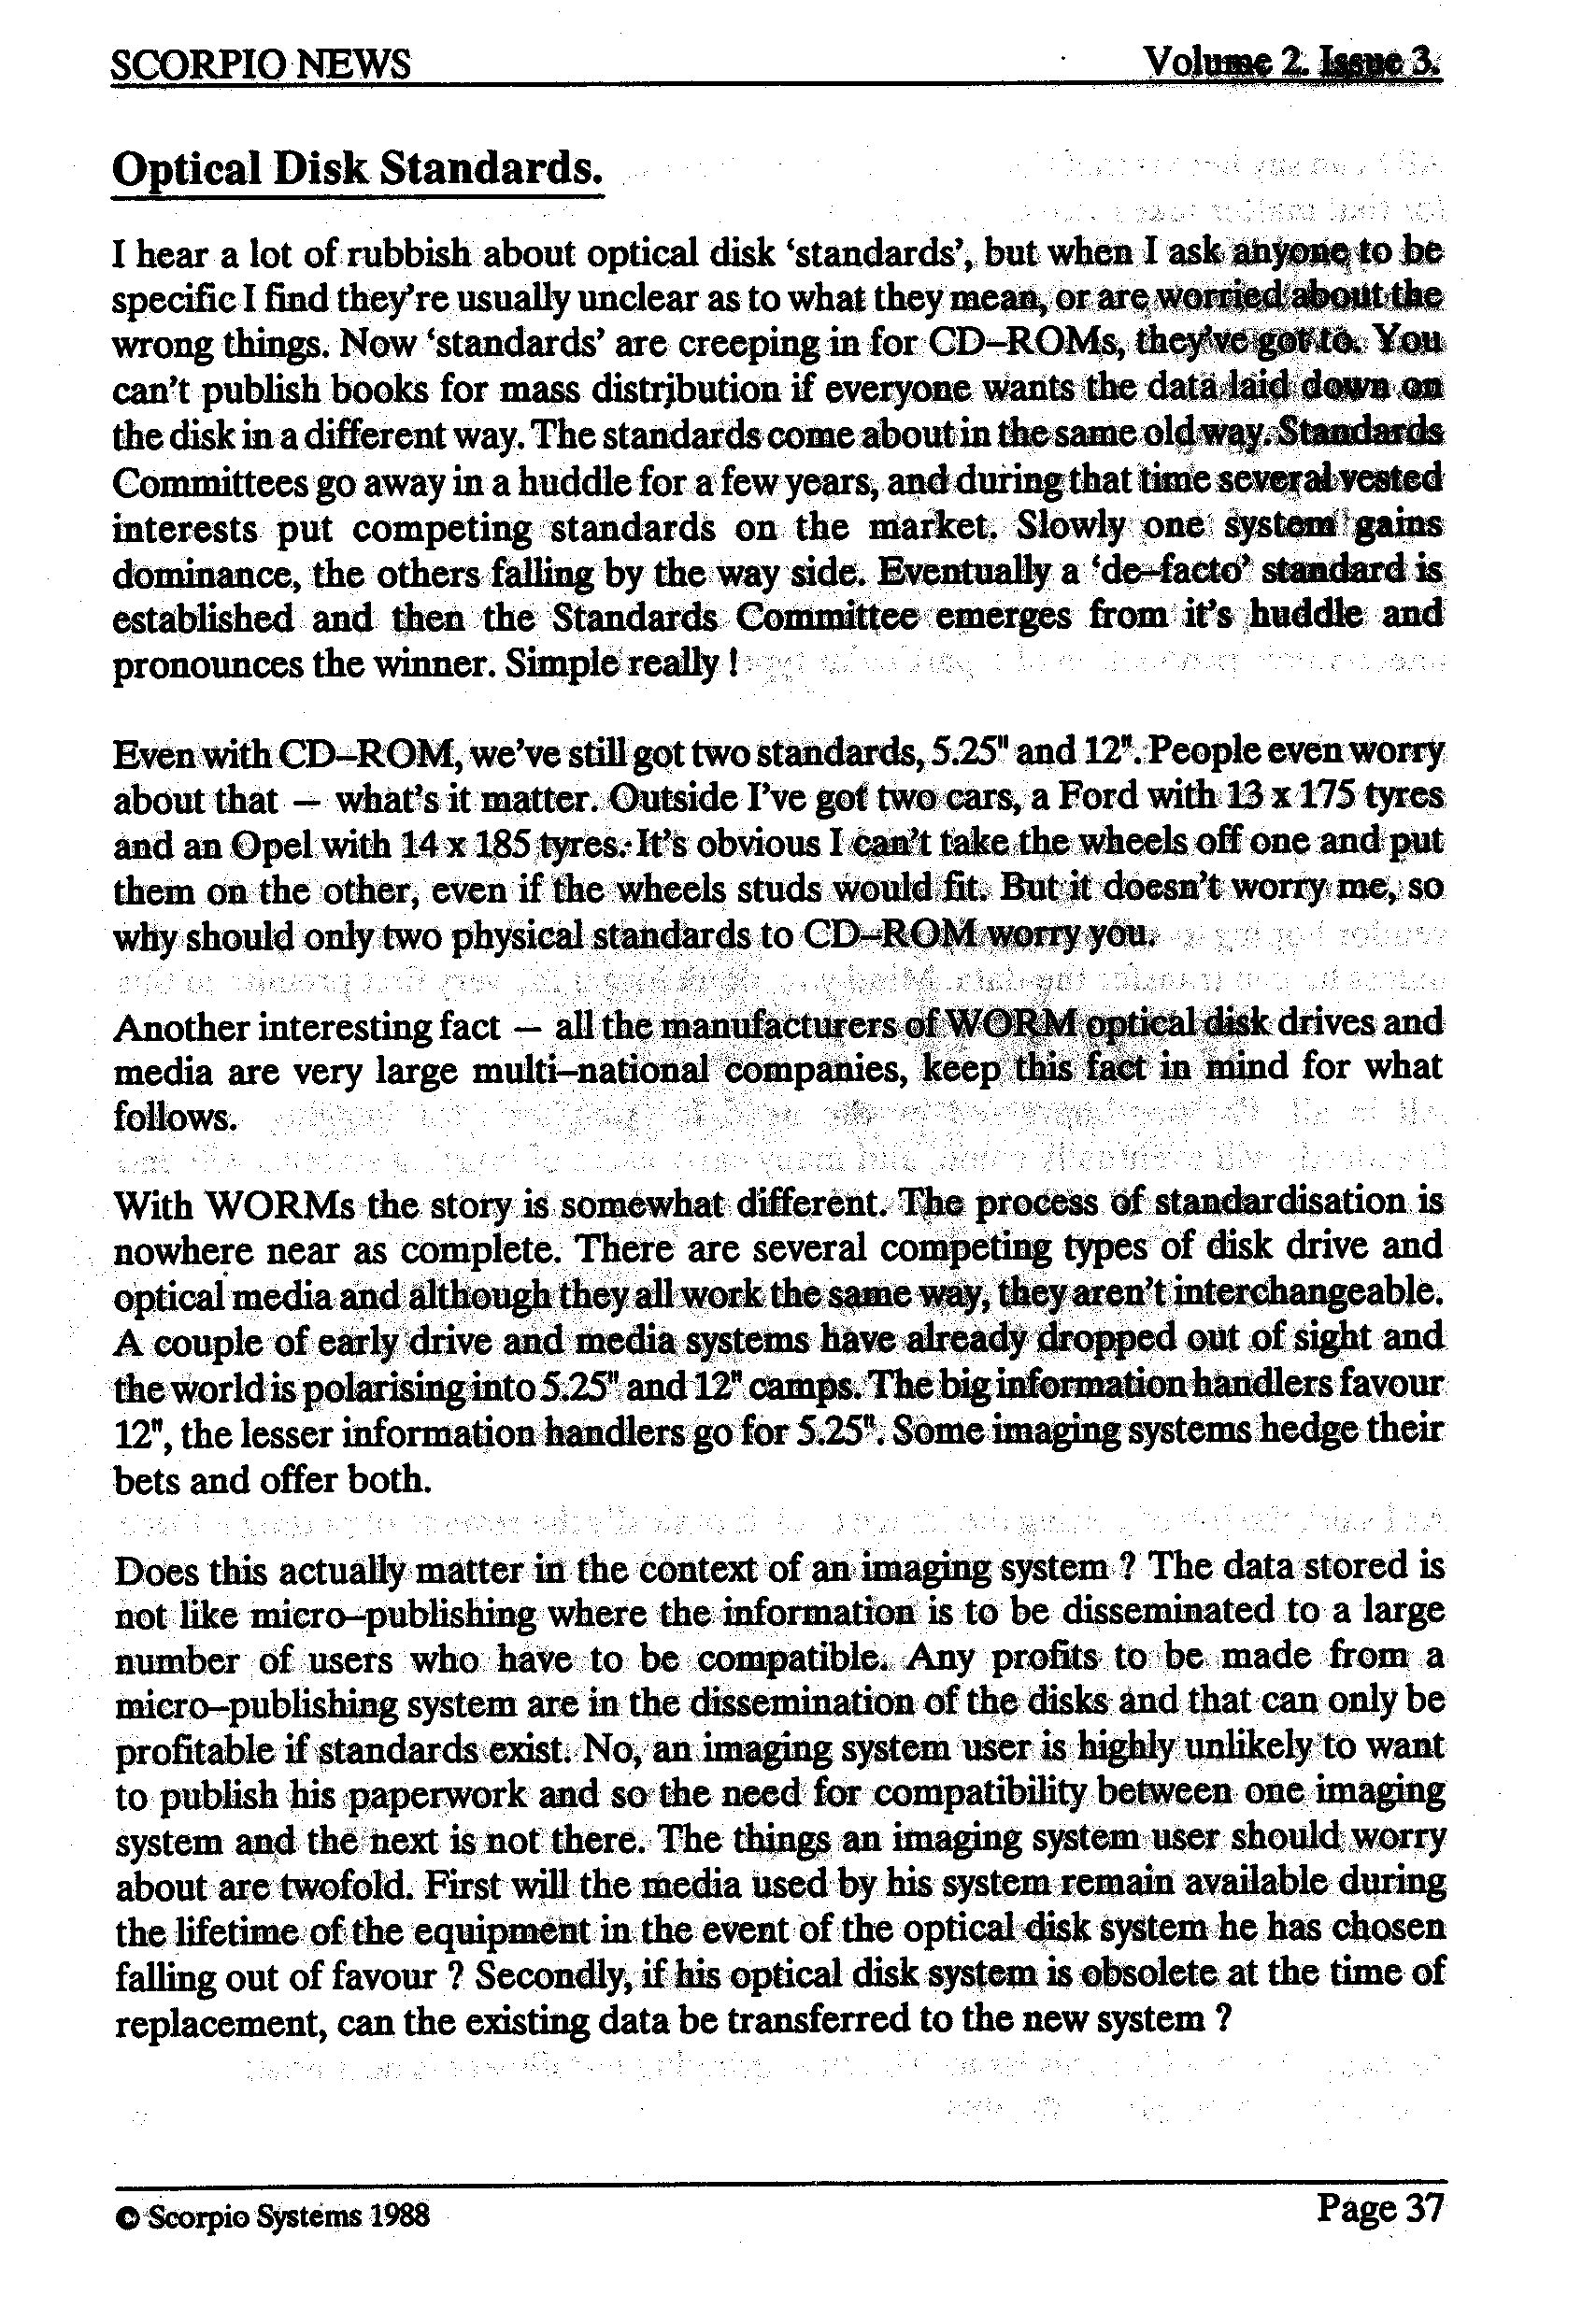 SCORPIO NEWS Volume 2. Issue 3.
Optical Disk Standards.
I hear a lot of rubbish about optical disk ‘standards’, but when I ask anyone to be
specific I find they’re usually unclear as to what they mean, or are worried about the
wrong things. Now ‘standards’ are creeping in for CD–ROMs, they’ve got to. You
can’t publish books for mass distribution if everyone wants the data laid down on
the disk in a different way. The standards come about in the same old way. Standards
Committees go away in a huddle for a few years, and during that time several vested
interests put competing standards on the market. Slowly one system gains
dominance, the others falling by the way side. Eventually a ‘de–facto’ standard is
established and then the Standards Committee emerges from it’s huddle and
pronounces the winner. Simple really !
Even with CD–ROM, we’ve still got two standards, 5.25" and 12". People even worry
about that — what’s it matter. Outside I’ve got two cars, a Ford with 13 x 175 tyres
and an Opel with 14 x 185 tyres. It’s obvious I can’t take the wheels off one and put
them on the other, even if the wheels studs would fit. But it doesn’t worry me, so
why should only two physical standards to CD–ROM worry you.
Another interesting fact — all the manufacturers of WORM optical disk drives and
media are very large multi–national companies, keep this fact in mind for what
follows.
With WORMs the story is somewhat different. The process of standardisation is
nowhere near as complete. There are several competing types of disk drive and
optical media and although they all work the same way, they aren’t interchangeable.
A couple of early drive and media systems have already dropped out of sight and
the world is polarising into 5.25" and 12" camps. The big information handlers favour
12", the lesser information handlers go for 5.25". Some imaging systems hedge their
bets and offer both.
Does this actually matter in the context of an imaging system ? The data stored is
not like micro–publishing where the information is to be disseminated to a large
number of users who have to be compatible. Any profits to be made from a
micro–publishing system are in the dissemination of the disks and that can only be
profitable if standards exist. No, an imaging system user is highly unlikely to want
to publish his paperwork and so the need for compatibility between one imaging
system and the next is not there. The things an imaging system user should worry
about are twofold. First will the media used by his system remain available during
the lifetime of the equipment in the event of the optical disk system he has chosen
falling out of favour ? Secondly, if his optical disk system is obsolete at the time of
replacement, can the existing data be transferred to the new system ?
© Scorpio Systems 1988 Page 37